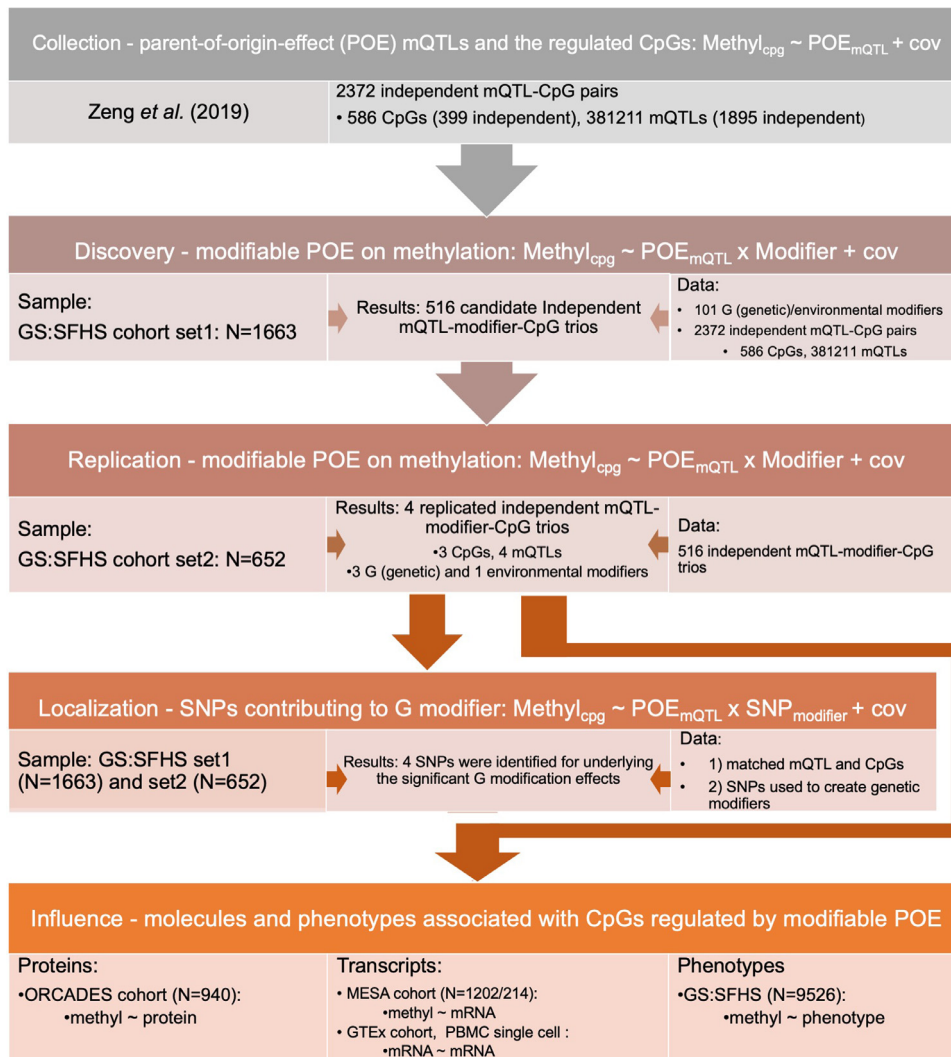 Collection - parent-of-origin-effect (POE) mQTLs and the regulated CpGs: Methylcpg ~ POEmQTL + cov
Zeng et al. (2019)
2372 independent mQTL-CpG pairs
• 586 CpGs (399 independent), 381211 mQTLs (1895 independent)
Discovery - modifiable POE on methylation: Methylcpg ~ POEmQTL x Modifier + cov
Sample:
GS:SFHS cohort set1: N=1663
Results: 516 candidate Independent
mQTL-modifier-CpG trios
Data:
• 101 G (genetic)/environmental modifiers
• 2372 independent mQTL-CpG pairs
• 586 CpGs, 381211 mQTLs
Replication - modifiable POE on methylation: Methylcpg ~ POEmQTL x Modifier + cov
Sample:
GS:SFHS cohort set2: N=652
Results: 4 replicated independent mQTL-
modifier-CpG trios
•3 CpGs, 4 mQTLs
•3 G (genetic) and 1 environmental modifiers
Data:
516 independent mQTL-modifier-CpG
trios
Localization - SNPs contributing to G modifier: Methylcpg ~ POEmQTL x SNPmodifier + cov
Sample: GS:SFHS set1
(N=1663) and set2 (N=652)
Results: 4 SNPs were identified for underlying
the significant G modification effects
Data:
• 1) matched mQTL and CpGs
• 2) SNPs used to create genetic
modifiers
Influence - molecules and phenotypes associated with CpGs regulated by modifiable POE
Proteins:
•ORCADES cohort (N=940):
•methyl ~ protein
Transcripts:
• MESA cohort (N=1202/214):
•methyl ~ mRNA
• GTEx cohort, PBMC single cell :
•mRNA ~ mRNA
Phenotypes
•GS:SFHS (N=9526):
•methyl ~ phenotype